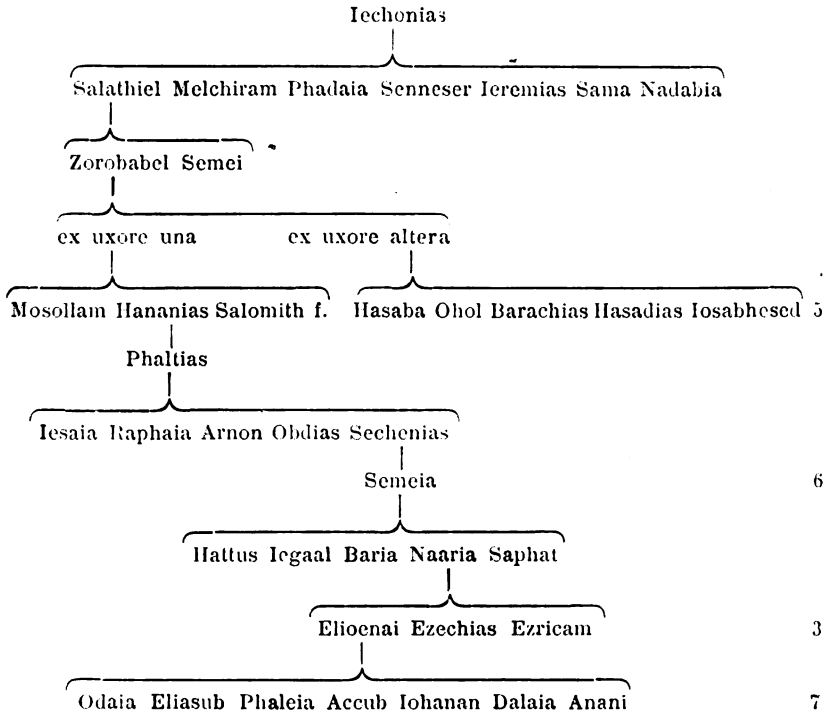 Iechonias
Salathiel Melchiram Phadaia Senneser Ieremias Sama Nadabia
Zorobabel Semei
ex uxore una ex uxore altera
Mosollam Hananias Salomith f. Hasaba Ohol Barachias Hasadias Iosabhesed 5
Phaltias
Iesaia Raphaia Arnon Obdias Sechenias
Semeia 6
Hattus Iegaal Baria Naaria Saphat
Elioenai Ezechias Ezricam 3
Odaia Eliasub Phaleia Accub Iohanan Dalaia Anani 7